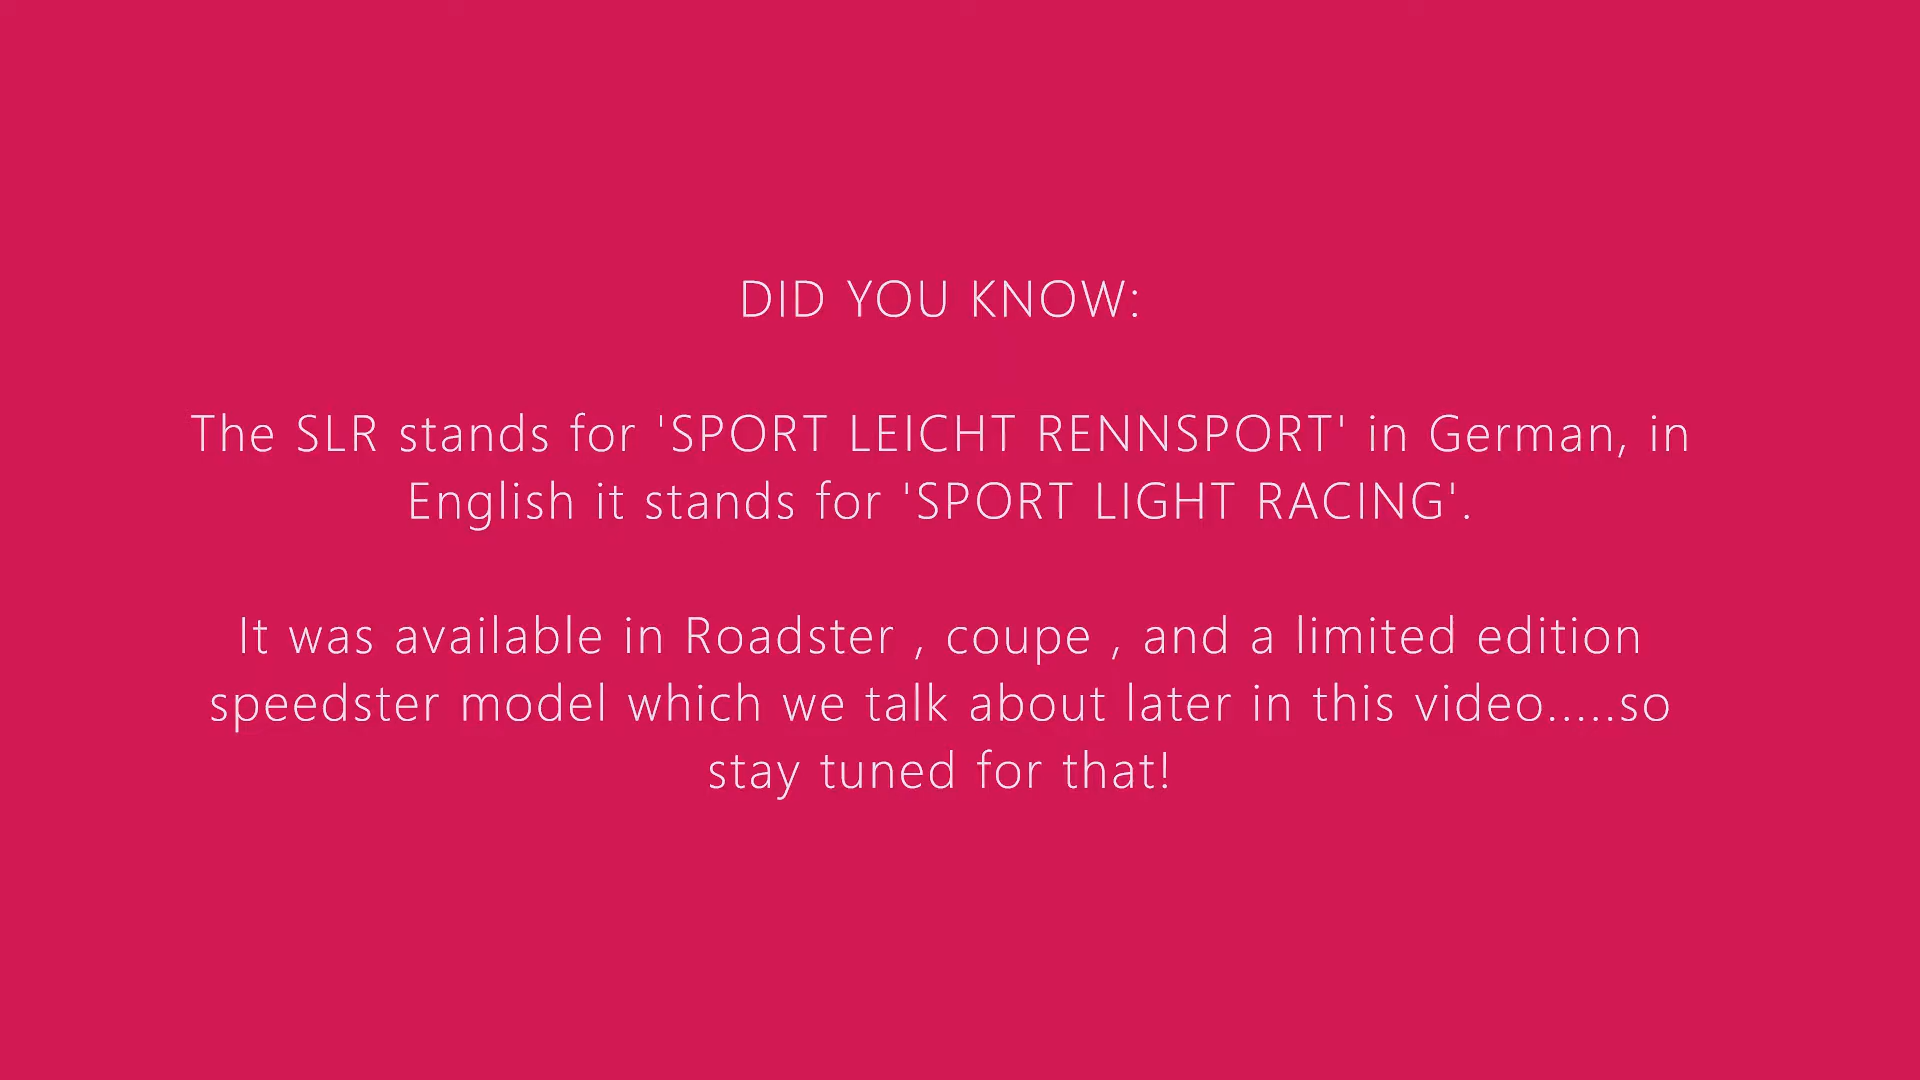 DID YOU KNOW:
The SLR stands for 'SPORT LEICHT RENNSPORT' in German, in
English it stands for 'SPORT LIGHT RACING'.
It was available in Roadster , coupe , and a limited edition
speedster model which we talk about later in this video.....so
stay tuned for that!